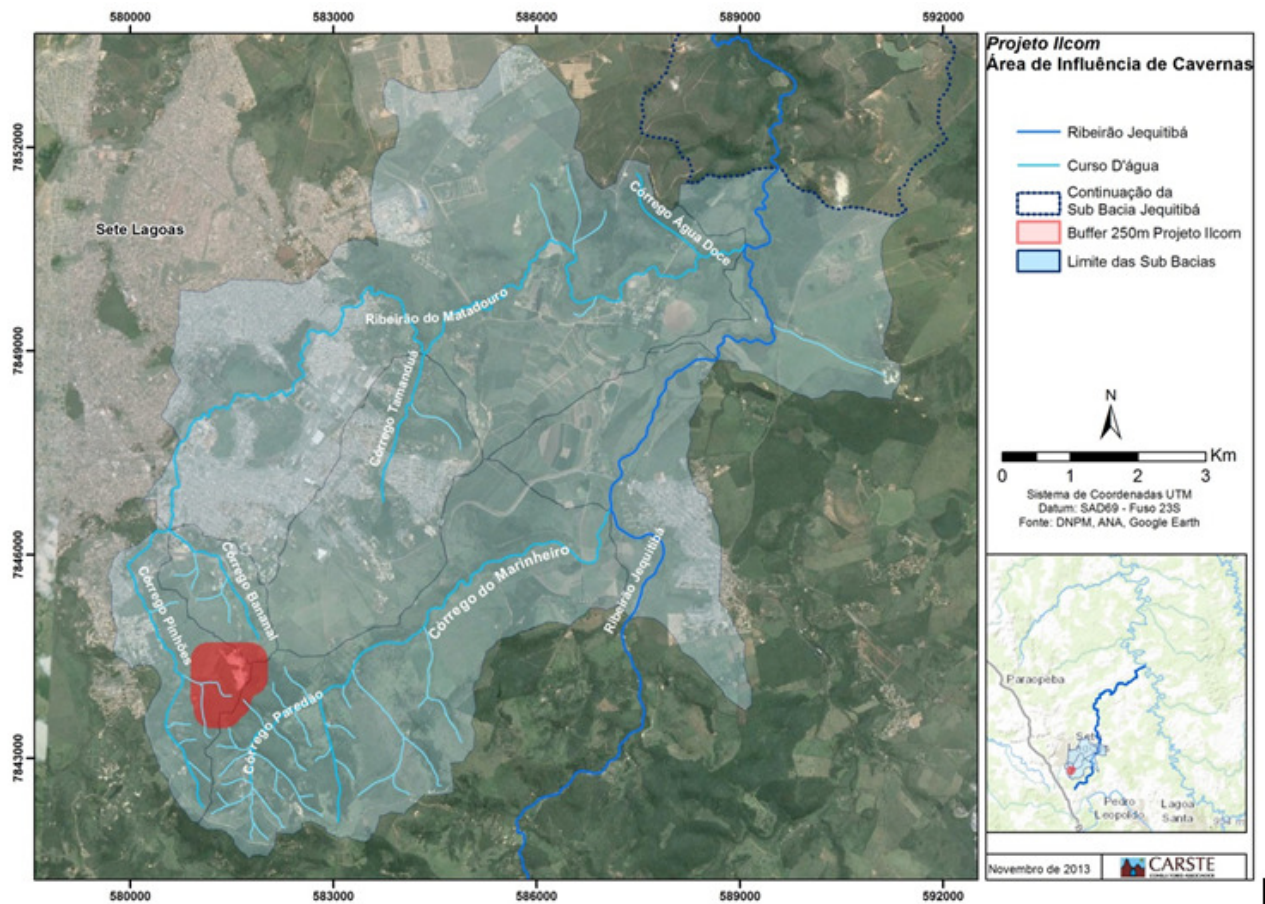 580000
583000
586000
589000
592000
7852000
7849000
7846000
7843000
Sete Lagoas
Córrego Água Doce
Ribeirão do Matadouro
Córrego Tamanduá
Córrego do Marinheiro
Ribeirão Jequitibá
Córrego Bananal
Córrego Pinhões
Córrego Paredão
580000
583000
586000
589000
592000
Projeto Ilcom
Área de Influência de Cavernas
Ribeirão Jequitibá
Curso D'água
Continuação da
Sub Bacia Jequitibá
Buffer 250m Projeto Ilcom
Limite das Sub Bacias
N
0 1 2 3 Km
Sistema de Coordenadas UTM
Datum: SAD69 - Fuso 23S
Fonte: DNPM, ANA, Google Earth
Paraopeba
Pedro
Leopoldo
Lagoa
Santa
Novembro de 2013
CARSTE